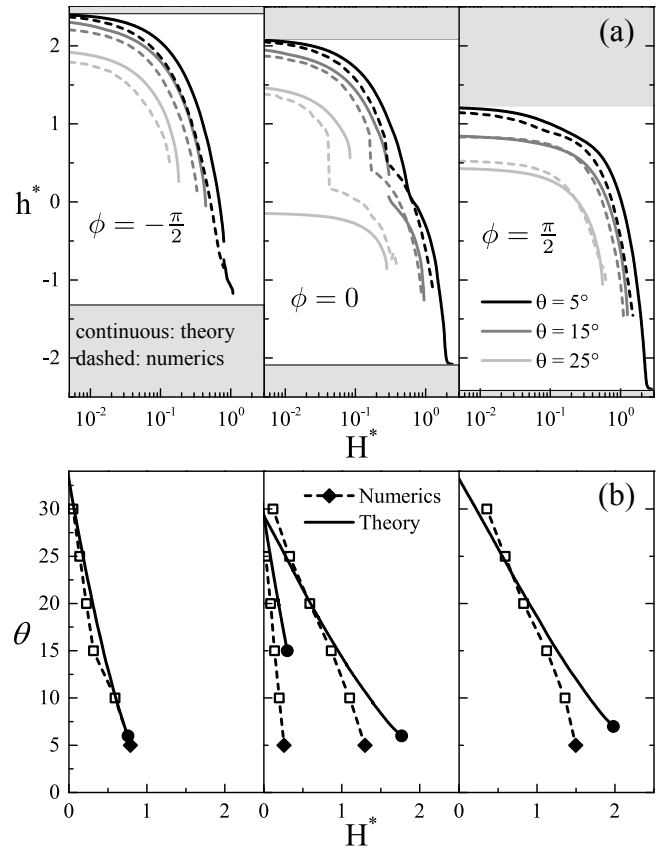 (a)
2
1
0
-1
-2
h*
ϕ = −π/2
ϕ = 0
ϕ = π/2
continuous: theory
dashed: numerics
θ = 5°
θ = 15°
θ = 25°
10⁻² 10⁻¹ 10⁰ 10⁻² 10⁻¹ 10⁰ 10⁻² 10⁻¹ 10⁰
H*
(b)
Numerics
Theory
30
25
20
15
10
5
0
θ
0 1 0 1 0 1 2
H*